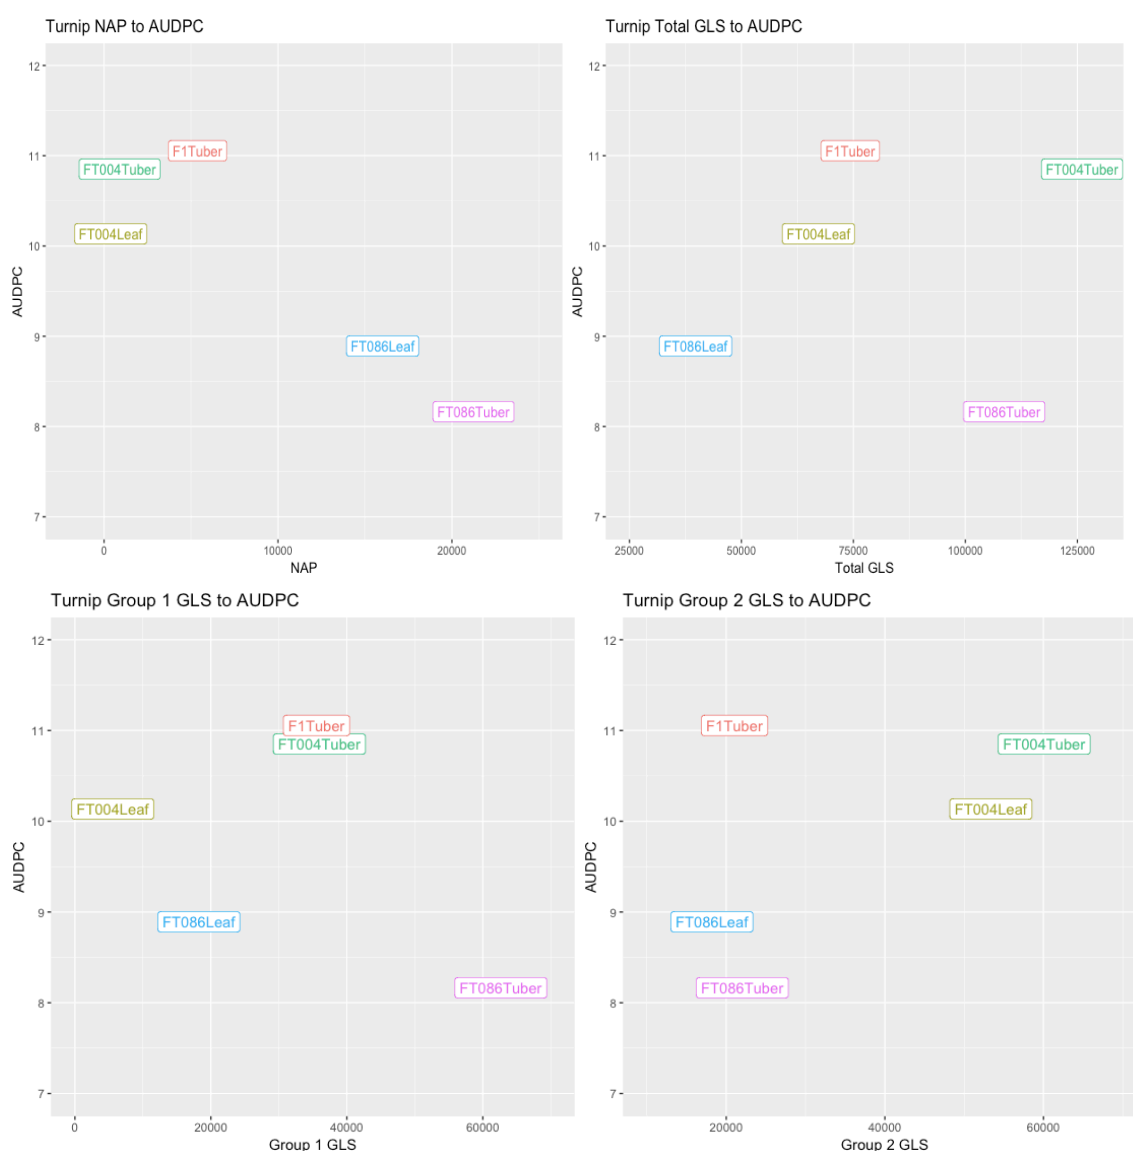 Turnip NAP to AUDPC
12
11
10
9
8
7
AUDPC
F1Tuber
FT004Tuber
FT004Leaf
FT086Leaf
FT086Tuber
0 10000 20000
NAP
Turnip Total GLS to AUDPC
12
11
10
9
8
7
AUDPC
F1Tuber
FT004Tuber
FT004Leaf
FT086Leaf
FT086Tuber
25000 50000 75000 100000 125000
Total GLS
Turnip Group 1 GLS to AUDPC
12
11
10
9
8
7
AUDPC
F1Tuber
FT004Tuber
FT004Leaf
FT086Leaf
FT086Tuber
0 20000 40000 60000
Group 1 GLS
Turnip Group 2 GLS to AUDPC
12
11
10
9
8
7
AUDPC
F1Tuber
FT004Tuber
FT004Leaf
FT086Leaf
FT086Tuber
20000 40000 60000
Group 2 GLS